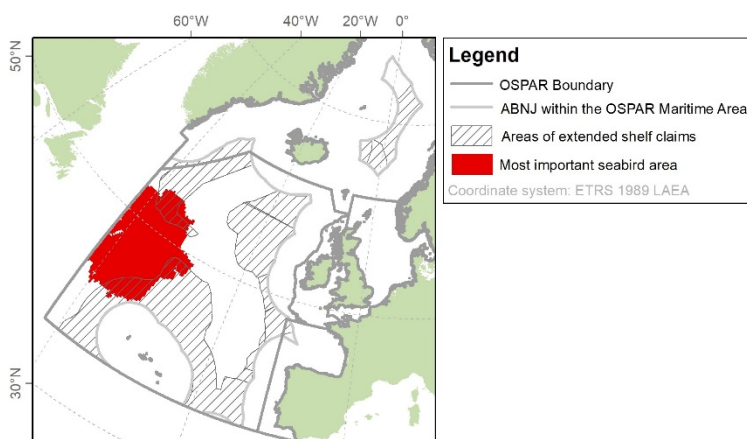 60°W
40°W
20°W
0°
50°N
30°N
Legend
OSPAR Boundary
ABNJ within the OSPAR Maritime Area
Areas of extended shelf claims
Most important seabird area
Coordinate system: ETRS 1989 LAEA